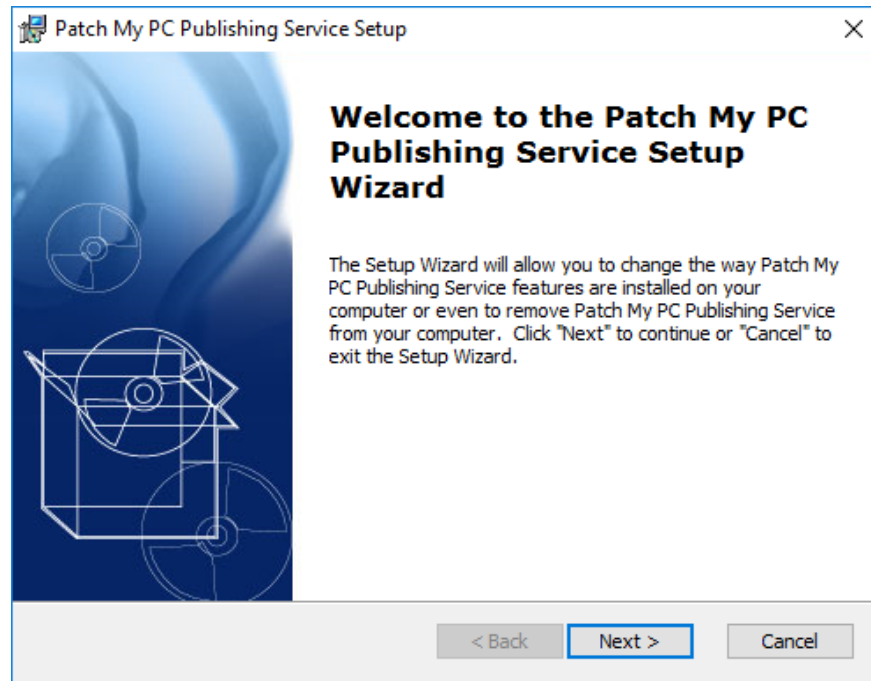 Patch My PC Publishing Service Setup
Welcome to the Patch My PC
Publishing Service Setup
Wizard
The Setup Wizard will allow you to change the way Patch My
PC Publishing Service features are installed on your
computer or even to remove Patch My PC Publishing Service
from your computer.  Click "Next" to continue or "Cancel" to
exit the Setup Wizard.
< Back
Next >
Cancel